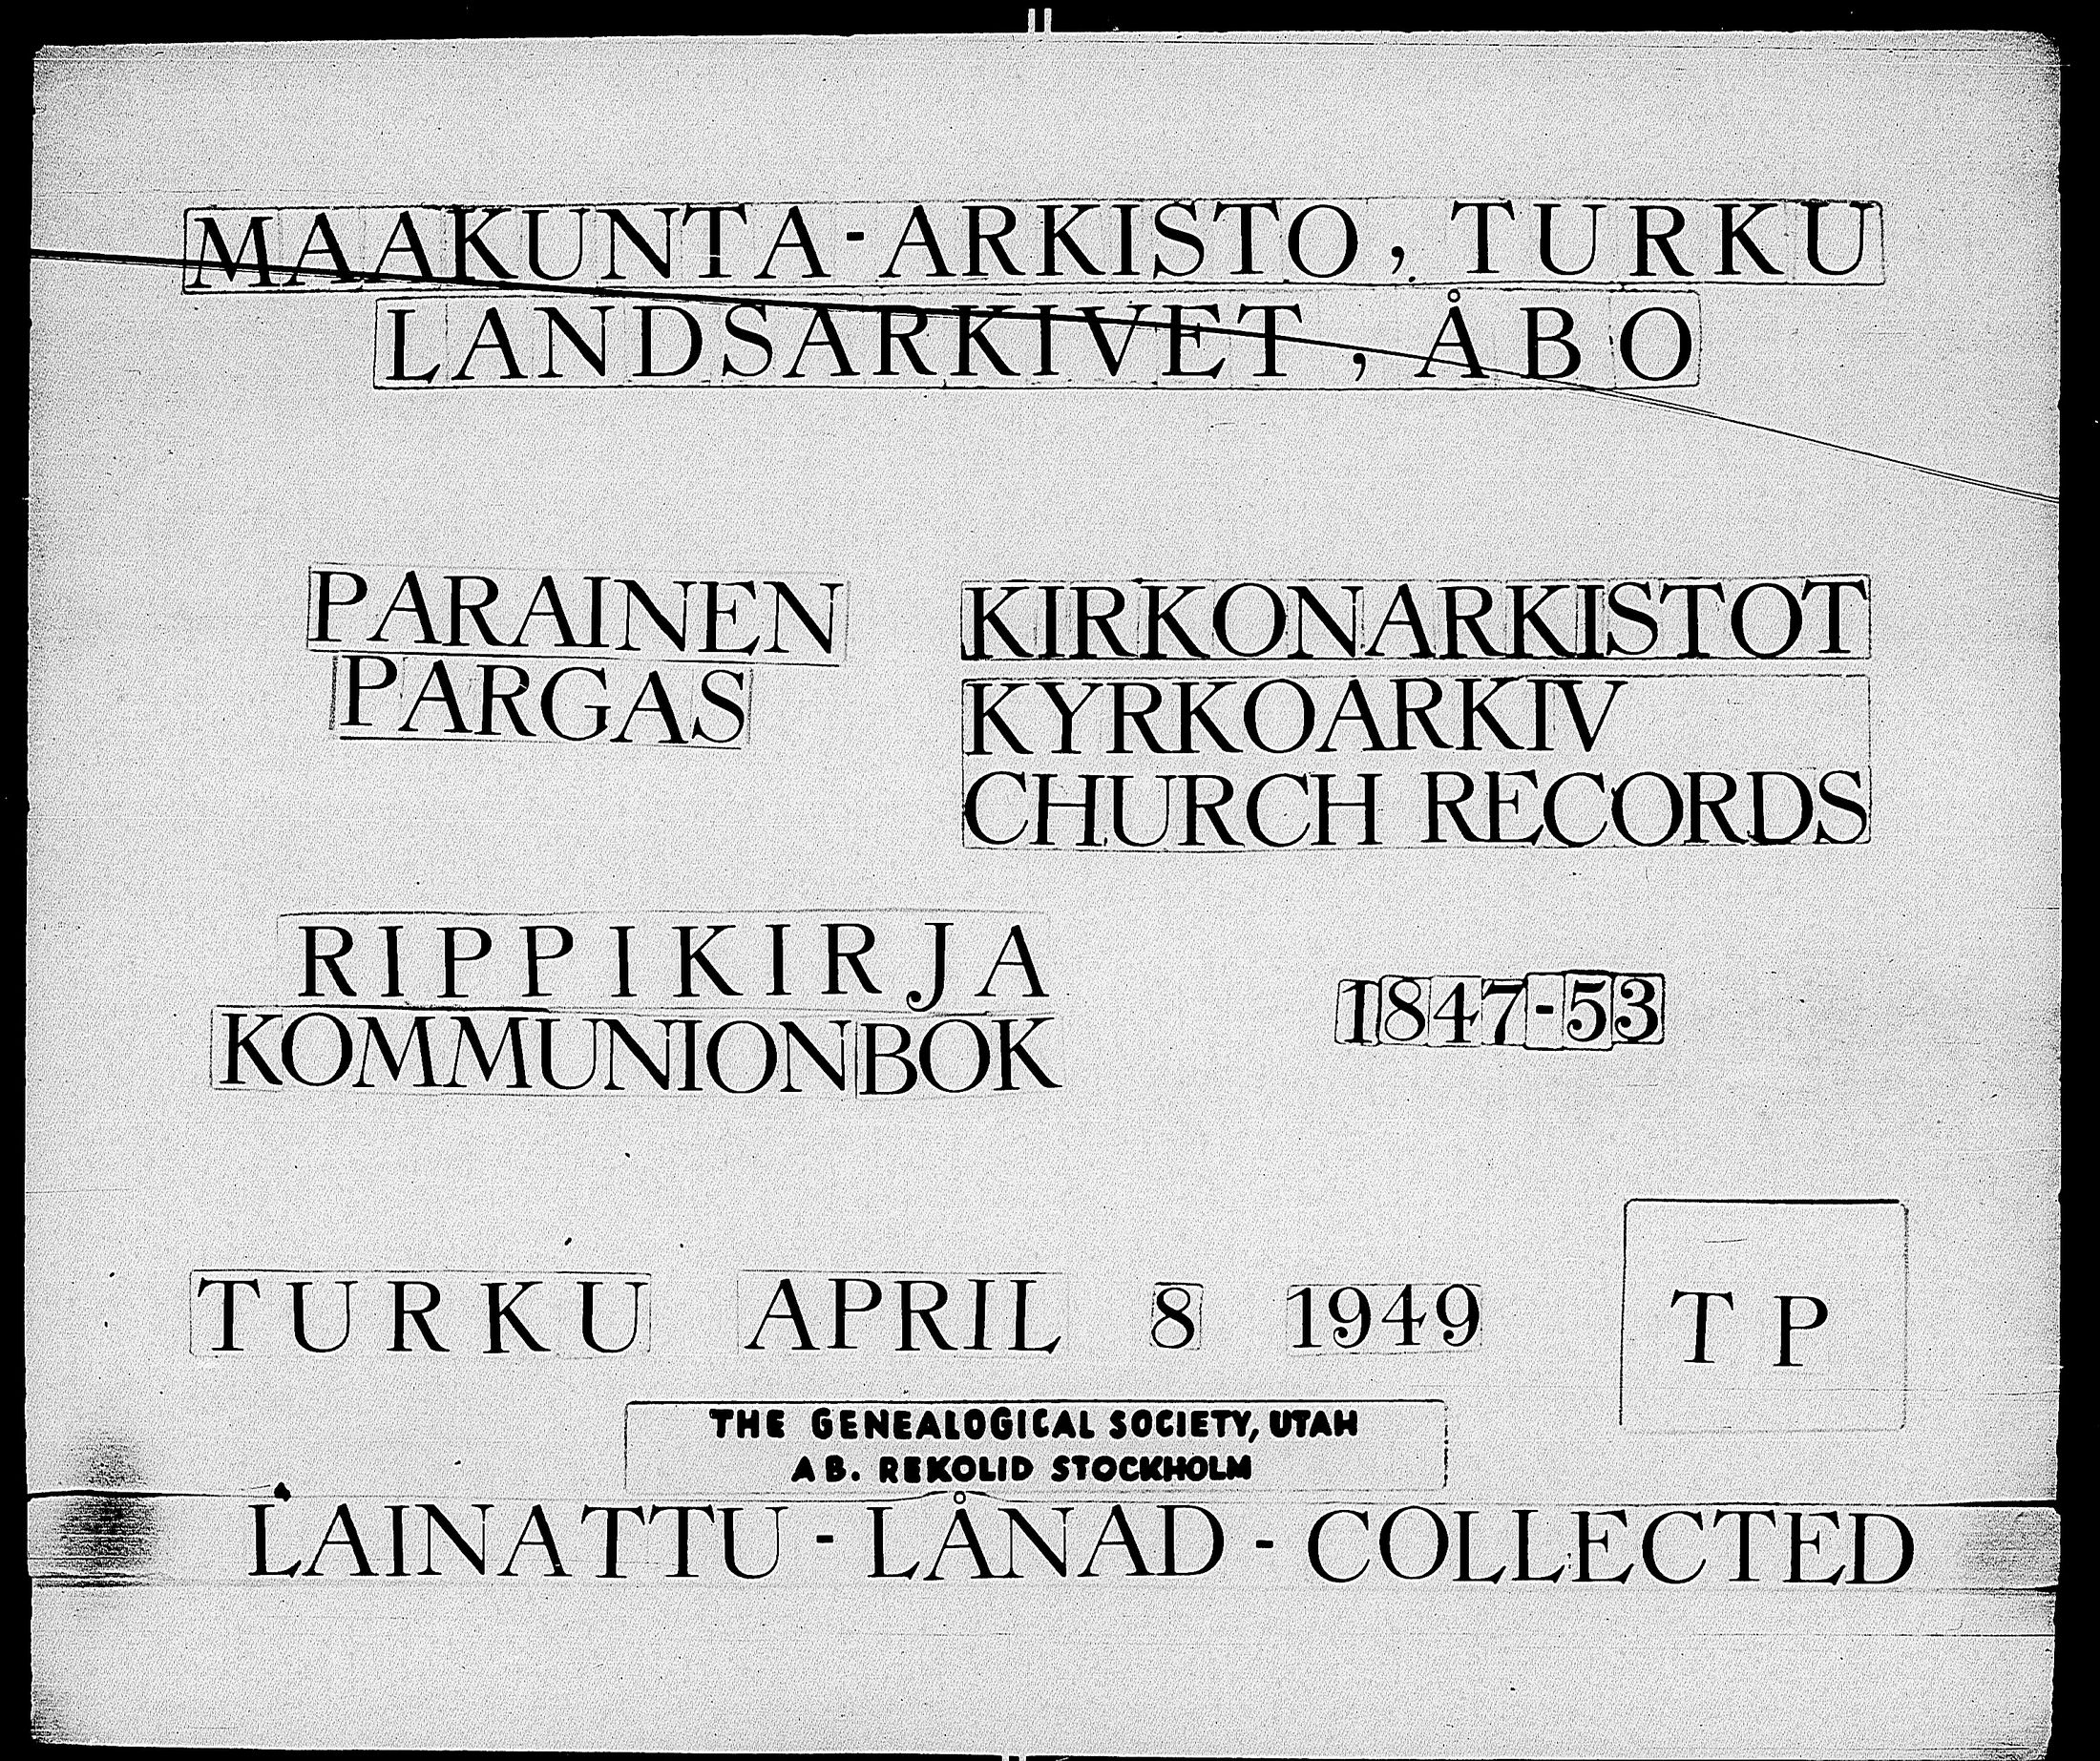 MAAKUNTA-ARKISTO, TURKU
LANDSARKIVET, ÅBO
PARAINEN
PARGAS
KIRKONARKISTOT
KYRKOARKIV
CHURCH RECORDS
RIPPIKIRJA
KOMMUNIONBOK
1847-53
TURKU APRIL 8 1949
TP
THE GENEALOGICAL SOCIETY, UTAH
AB. REKOLID STOCKHOLM
LAINATTU - LÅNAD - COLLECTED